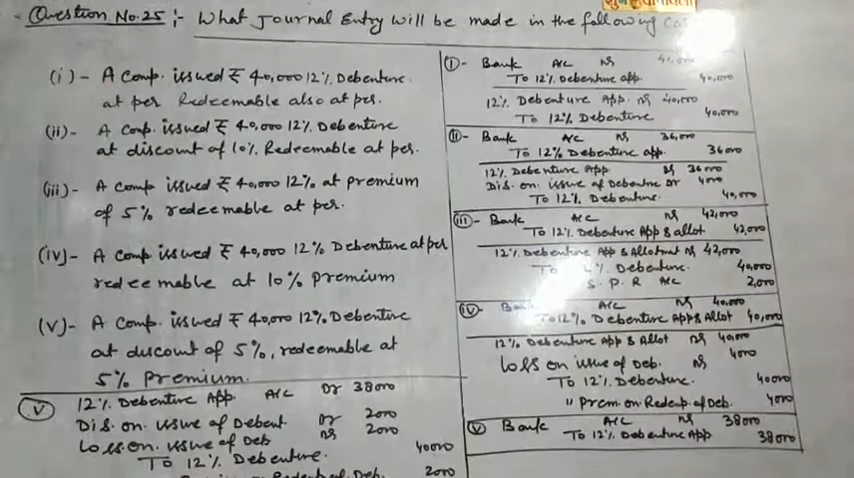 Question No. 25 :- What Journal Entry will be made in the following
(i) - A Comp. issued ₹ 40,000 12% Debenture
at per Redeemable also at per.
(ii) - A Comp. issued ₹ 40,000 12% Debenture
at discount of 10% Redeemable at per.
(iii) - A Comp issued ₹ 40,000 12% at premium
of 5% redeemable at per.
(iv) - A Comp issued ₹ 40,000 12% Debenture at per
redeemable at 10% Premium
(v) - A Comp. issued ₹ 40,000 12% Debenture
at discount of 5%, redeemable at
5% Premium.
(v) 12% Debenture App. A/c Dr 38000
Dis. on. issue of Debent Dr 2000
Loss on. issue of Deb Dr 2000
To 12% Debenture. 40000
2000
(i) - Bank A/c Dr
To 12% Debenture app. 40,000
12% Debenture App. Dr 40,000
To 12% Debenture 40,000
(ii) - Bank A/c Dr 36,000
To 12% Debenture app. 36000
12% Debenture App Dr 36000
Dis. on. issue of Debentre Dr 4000
To 12% Debenture. 40,000
(iii) - Bank A/c Dr 42,000
To 12% Debenture App & allot 42,000
12% Debenture App & Allotment Dr 42,000
To 2% Debenture. 40,000
S. P. R A/c 2,000
(iv) - Bank A/c Dr 40,000
To 12% Debenture App & Allot 40,000
12% Debenture App & Allot Dr 40,000
Loss on issue of Deb. Dr 4000
To 12% Debenture. 40000
" Prem. on Redemp. of Deb. 4000
(v) Bank A/c Dr 38000
To 12% Debenture App 38000